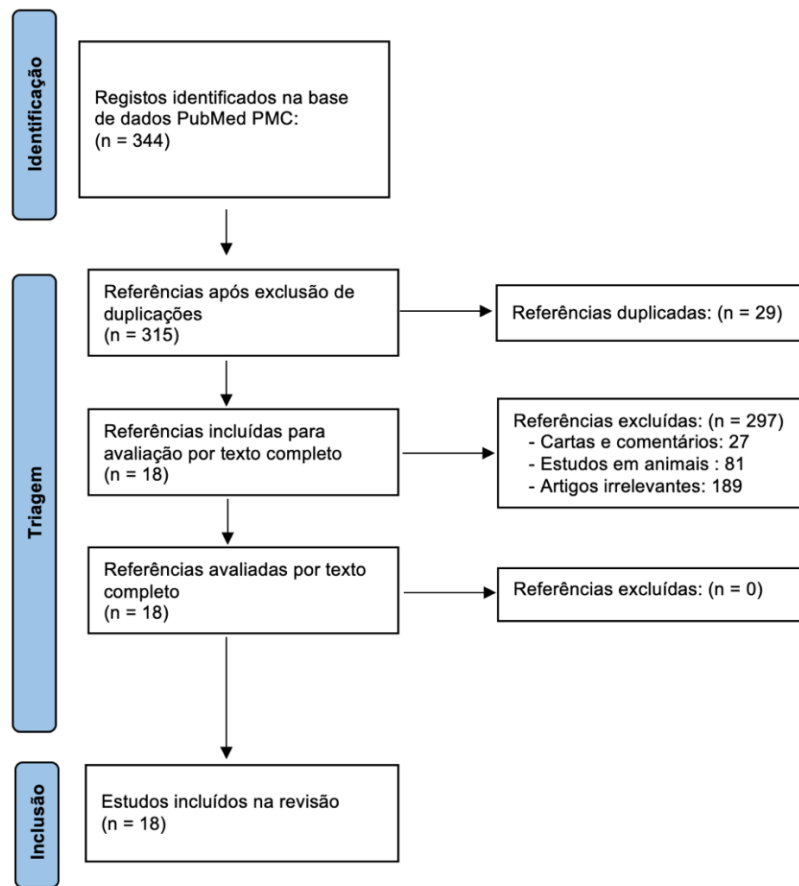 Identificação
Registos identificados na base
de dados PubMed PMC:
(n = 344)
Triagem
Referências após exclusão de
duplicações
(n = 315)
Referências duplicadas: (n = 29)
Referências incluídas para
avaliação por texto completo
(n = 18)
Referências excluídas: (n = 297)
- Cartas e comentários: 27
- Estudos em animais : 81
- Artigos irrelevantes: 189
Referências avaliadas por texto
completo
(n = 18)
Referências excluídas: (n = 0)
Inclusão
Estudos incluídos na revisão
(n = 18)